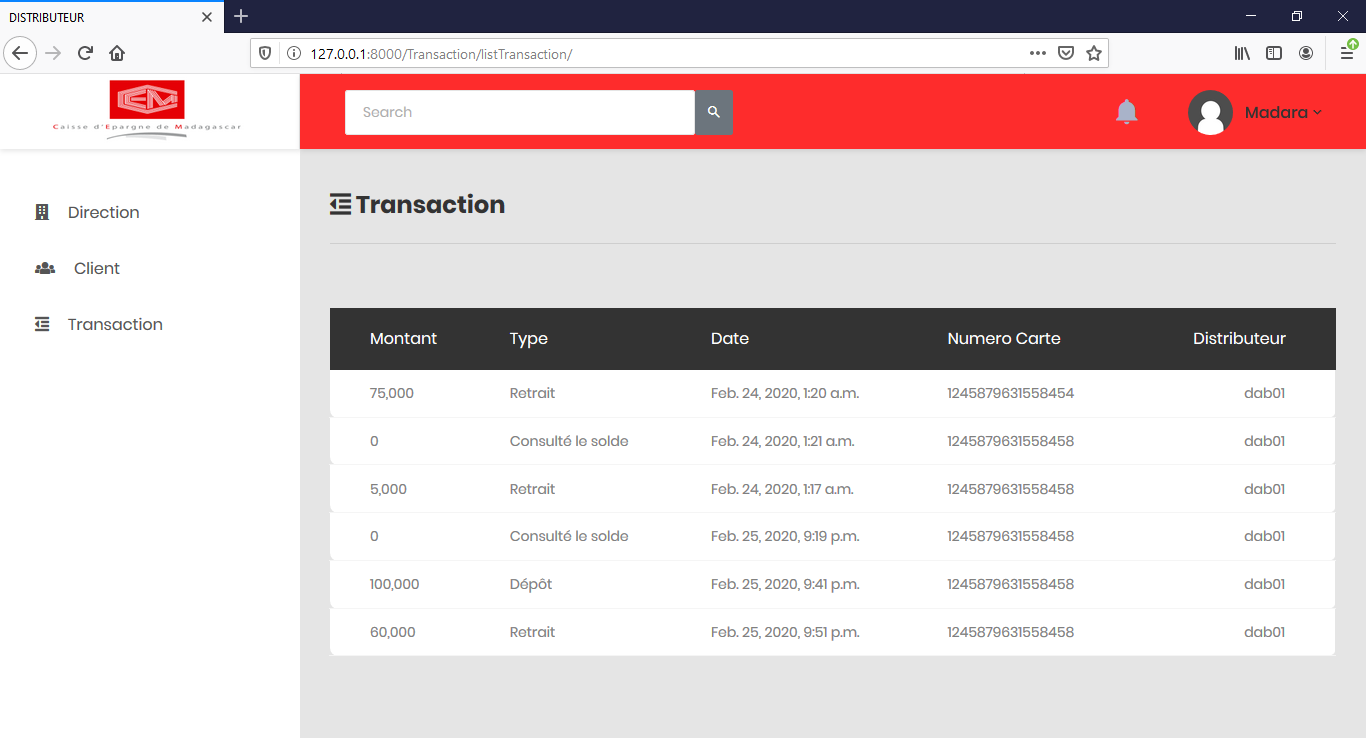 DISTRIBUTEUR
127.0.0.1:8000/Transaction/listTransaction/
CEM
Caisse d'Epargne de Madagascar
Search
Madara
Direction
Client
Transaction
Transaction
Montant Type Date Numero Carte Distributeur
75,000 Retrait Feb. 24, 2020, 1:20 a.m. 1245879631558454 dab01
0 Consulté le solde Feb. 24, 2020, 1:21 a.m. 1245879631558458 dab01
5,000 Retrait Feb. 24, 2020, 1:17 a.m. 1245879631558458 dab01
0 Consulté le solde Feb. 25, 2020, 9:19 p.m. 1245879631558458 dab01
100,000 Dépôt Feb. 25, 2020, 9:41 p.m. 1245879631558458 dab01
60,000 Retrait Feb. 25, 2020, 9:51 p.m. 1245879631558458 dab01